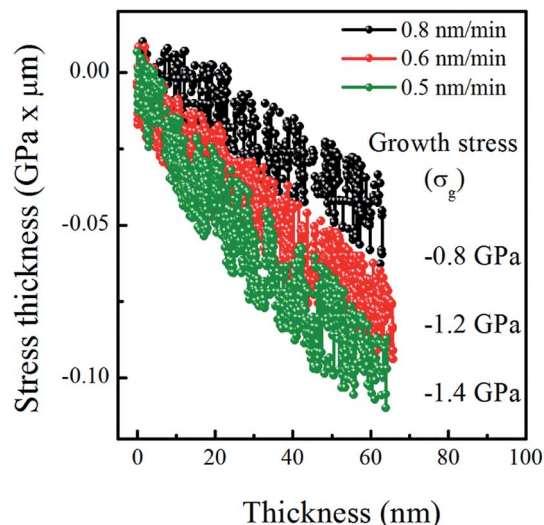 0.8 nm/min
0.6 nm/min
0.5 nm/min
Growth stress
(σg)
-0.8 GPa
-1.2 GPa
-1.4 GPa
Stress thickness (GPa x μm)
0.00
-0.05
-0.10
0 20 40 60 80 100
Thickness (nm)